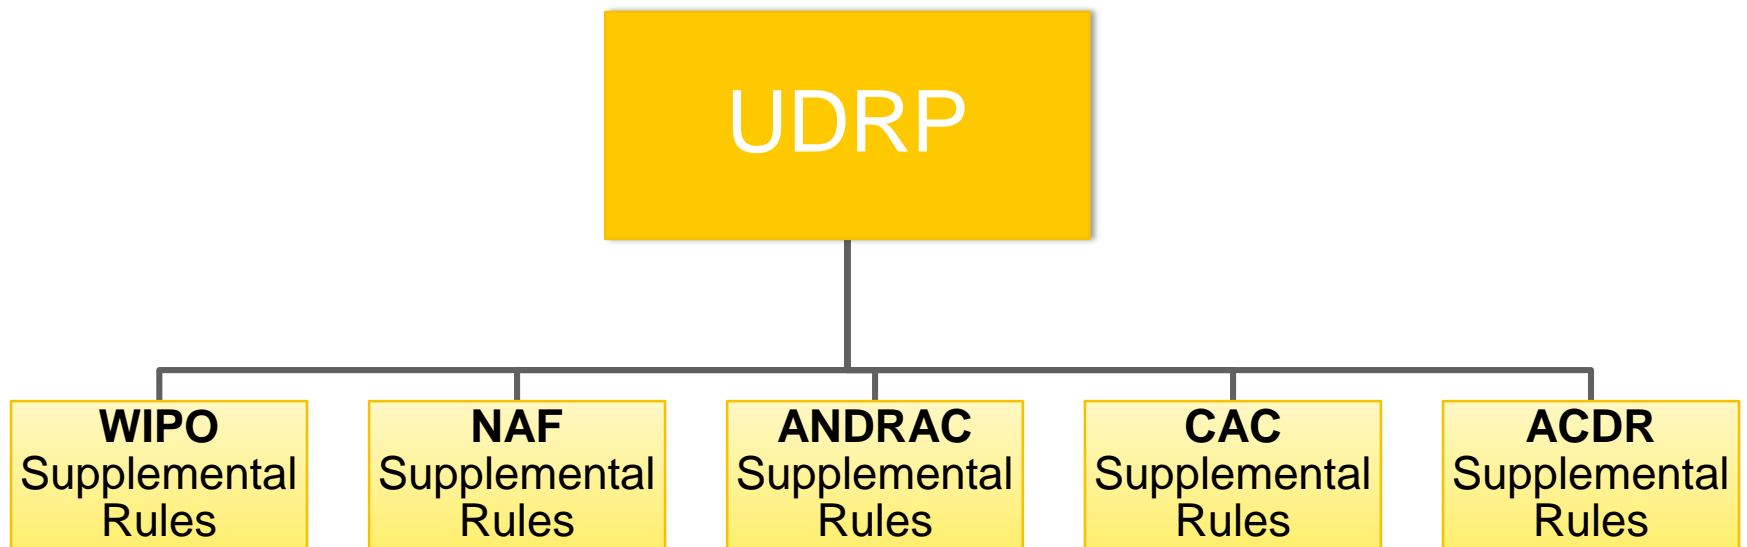 UDRP
WIPO
Supplemental
Rules
NAF
Supplemental
Rules
ANDRAC
Supplemental
Rules
CAC
Supplemental
Rules
ACDR
Supplemental
Rules